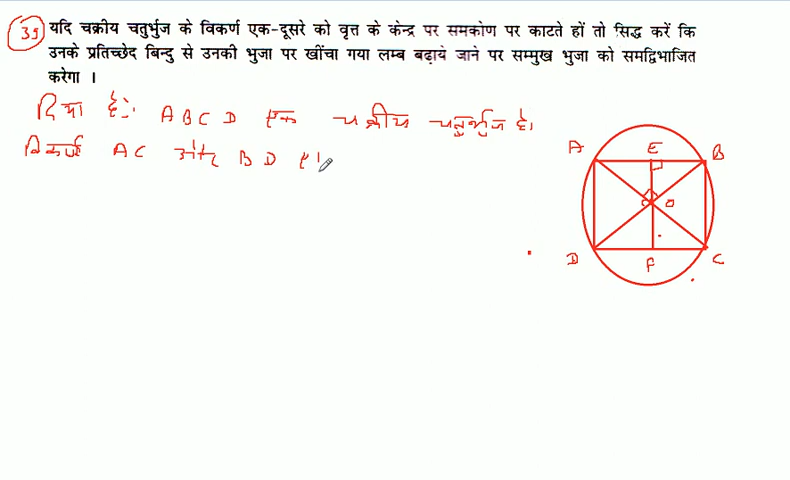 39 यदि चक्रीय चतुर्भुज के विकर्ण एक-दूसरे को वृत्त के केन्द्र पर समकोण पर काटते हों तो सिद्ध करें कि
उनके प्रतिच्छेद बिन्दु से उनकी भुजा पर खींचा गया लम्ब बढ़ाये जाने पर सम्मुख भुजा को समद्विभाजित
करेगा ।
दिया है:- ABCD एक चक्रीय चतुर्भुज है।
विकर्ण AC और BD
A E B
O
D F C